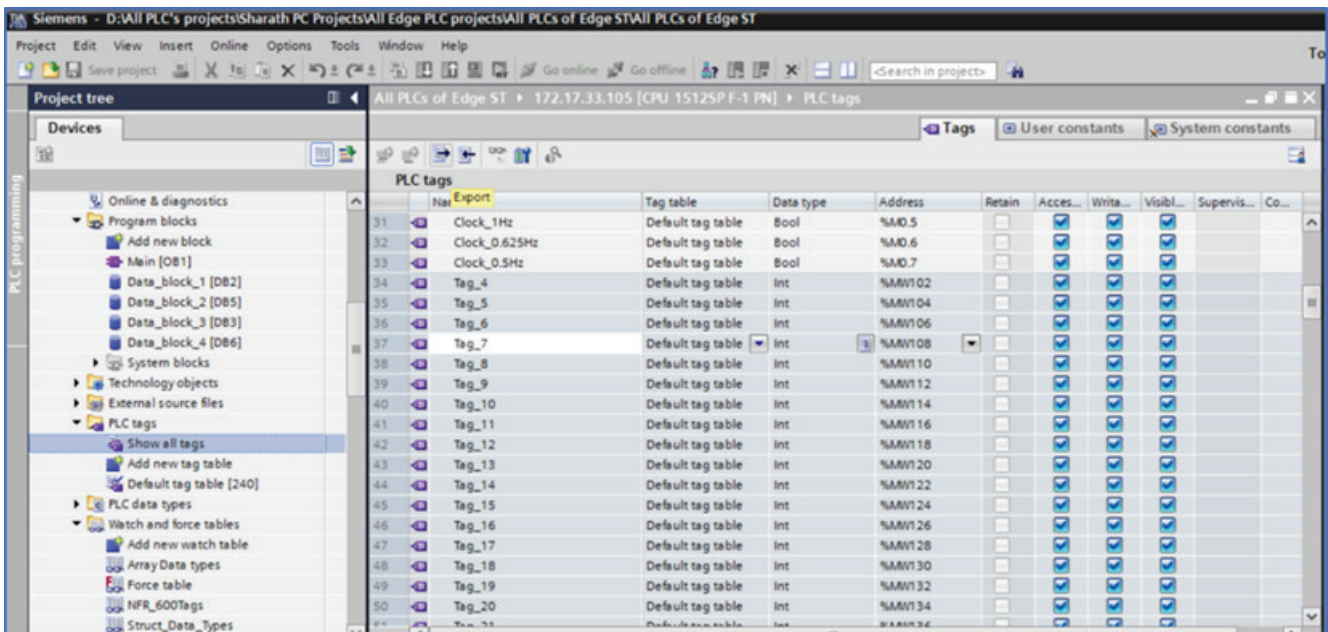 Siemens - D:\All PLC's projects\Sharath PC Projects\All Edge PLC projects\All PLCs of Edge ST\All PLCs of Edge ST
Project Edit View Insert Online Options Tools Window Help
To
Save project Go online Go offline <Search in project>
Project tree
All PLCs of Edge ST 172.17.33.105 [CPU 1512SP F-1 PN] PLC tags
Devices
Tags User constants System constants
PLC programming
PLC tags
Export
Tag table Data type Address Retain Acces... Writa... Visibl... Supervis... Co...
Online & diagnostics
Program blocks
Add new block
Main [OB1]
Data_block_1 [DB2]
Data_block_2 [DB5]
Data_block_3 [DB3]
Data_block_4 [DB6]
System blocks
Technology objects
External source files
PLC tags
Show all tags
Add new tag table
Default tag table [240]
PLC data types
Watch and force tables
Add new watch table
Array Data types
Force table
NFR_600Tags
Struct_Data_Types
31 Clock_1Hz Default tag table Bool %M0.5
32 Clock_0.625Hz Default tag table Bool %M0.6
33 Clock_0.5Hz Default tag table Bool %M0.7
34 Tag_4 Default tag table Int %MW102
35 Tag_5 Default tag table Int %MW104
36 Tag_6 Default tag table Int %MW106
37 Tag_7 Default tag table Int %MW108
38 Tag_8 Default tag table Int %MW110
39 Tag_9 Default tag table Int %MW112
40 Tag_10 Default tag table Int %MW114
41 Tag_11 Default tag table Int %MW116
42 Tag_12 Default tag table Int %MW118
43 Tag_13 Default tag table Int %MW120
44 Tag_14 Default tag table Int %MW122
45 Tag_15 Default tag table Int %MW124
46 Tag_16 Default tag table Int %MW126
47 Tag_17 Default tag table Int %MW128
48 Tag_18 Default tag table Int %MW130
49 Tag_19 Default tag table Int %MW132
50 Tag_20 Default tag table Int %MW134